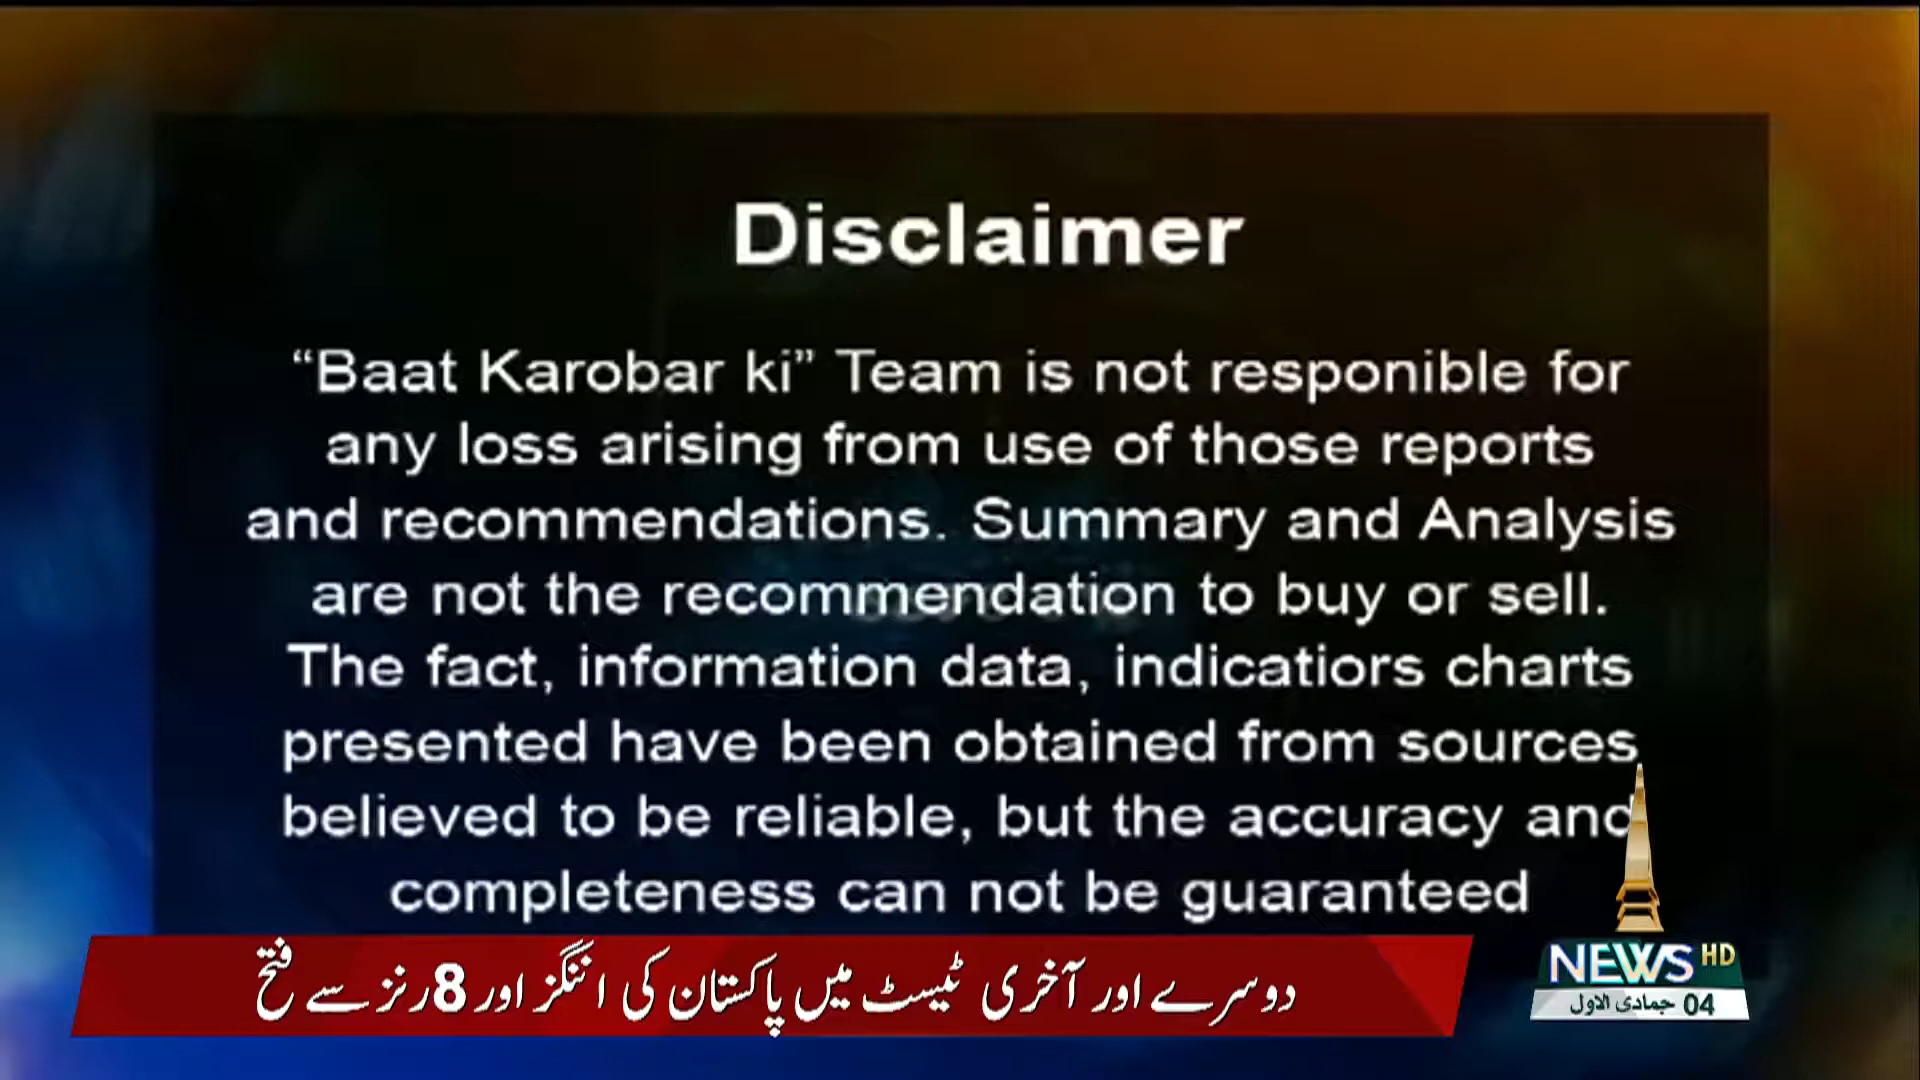 Disclaimer
“Baat Karobar ki” Team is not responible for
any loss arising from use of those reports
and recommendations. Summary and Analysis
are not the recommendation to buy or sell.
The fact, information data, indicatiors charts
presented have been obtained from sources
believed to be reliable, but the accuracy and
completeness can not be guaranteed
دوسرے اور آخری ٹیسٹ میں پاکستان کی اننگز اور 8رنز سے فتح
NEWS HD
04 جمادی الاول